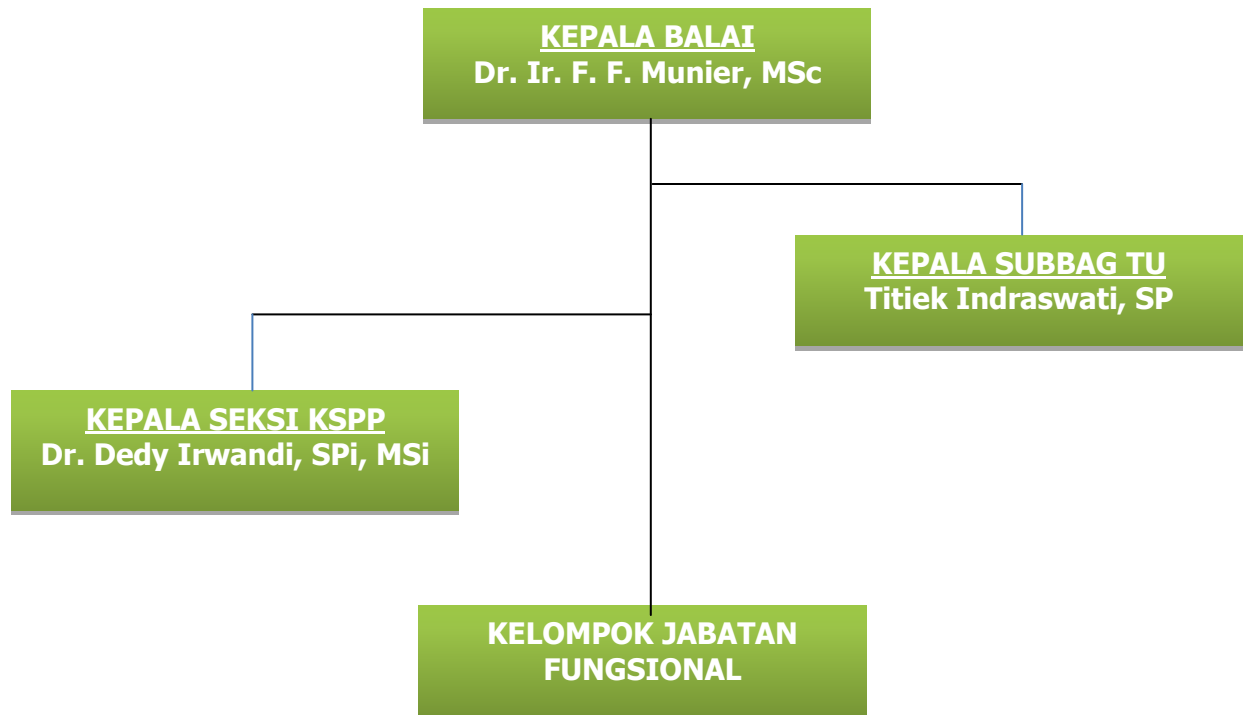 KEPALA BALAI
Dr. Ir. F. F. Munier, MSc
KEPALA SUBBAG TU
Titiek Indraswati, SP
KEPALA SEKSI KSPP
Dr. Dedy Irwandi, SPi, MSi
KELOMPOK JABATAN
FUNGSIONAL